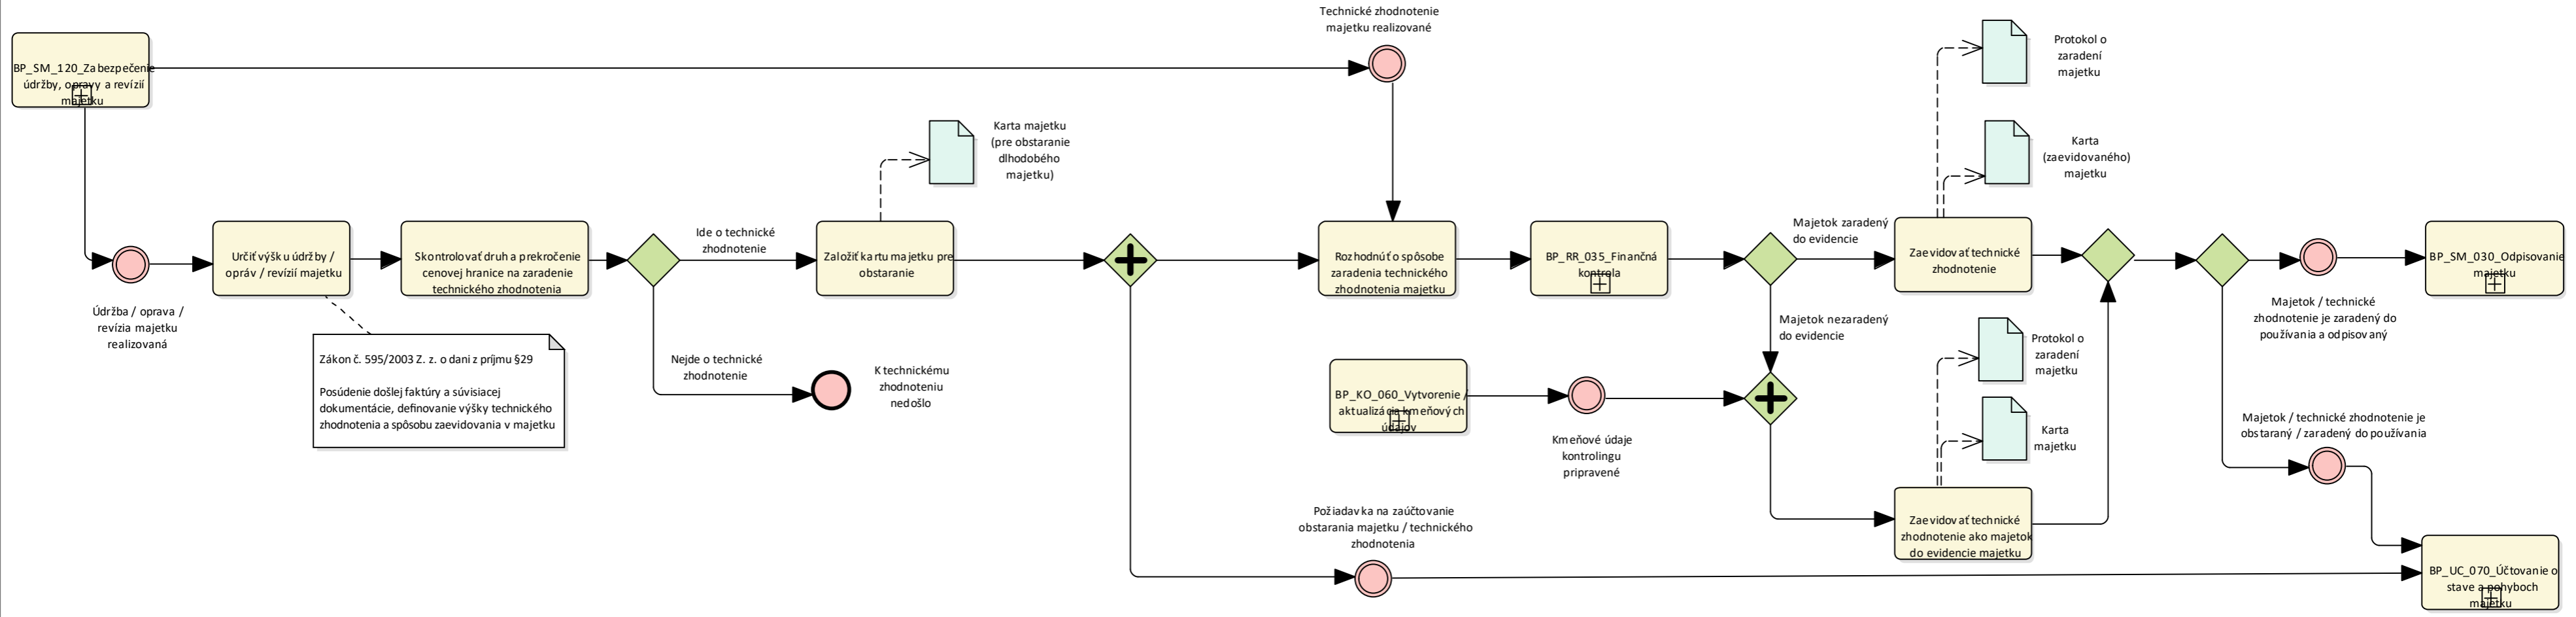 Technické zhodnotenie
majetku realizované
BP_SM_120_Zabezpečenie
údržby, opravy a revízií
majetku
Protokol o
zaradení
majetku
Karta majetku
(pre obstaranie
dlhodobého
majetku)
Karta
(zaevidovaného)
majetku
Údržba / oprava /
revízia majetku
realizovaná
Určiť výšku údržby /
opráv / revízií majetku
Skontrolovať druh a prekročenie
cenovej hranice na zaradenie
technického zhodnotenia
Ide o technické
zhodnotenie
Založiť kartu majetku pre
obstaranie
Rozhodnúť o spôsobe
zaradenia technického
zhodnotenia majetku
BP_RR_035_Finančná
kontrola
Majetok zaradený
do evidencie
Zaevidovať technické
zhodnotenie
Majetok / technické
zhodnotenie je zaradený do
používania a odpisovaný
BP_SM_030_Odpisovanie
majetku
Zákon č. 595/2003 Z. z. o dani z príjmu §29
Posúdenie došlej faktúry a súvisiacej
dokumentácie, definovanie výšky technického
zhodnotenia a spôsobu zaevidovania v majetku
Nejde o technické
zhodnotenie
K technickému
zhodnoteniu
nedošlo
Majetok nezaradený
do evidencie
BP_KO_060_Vytvorenie /
aktualizácia kmeňových
údajov
Kmeňové údaje
kontrolingu
pripravené
Protokol o
zaradení
majetku
Karta
majetku
Majetok / technické zhodnotenie je
obstaraný / zaradený do používania
Požiadavka na zaúčtovanie
obstarania majetku / technického
zhodnotenia
Zaevidovať technické
zhodnotenie ako majetok
do evidencie majetku
BP_UC_070_Účtovanie o
stave a pohyboch
majetku